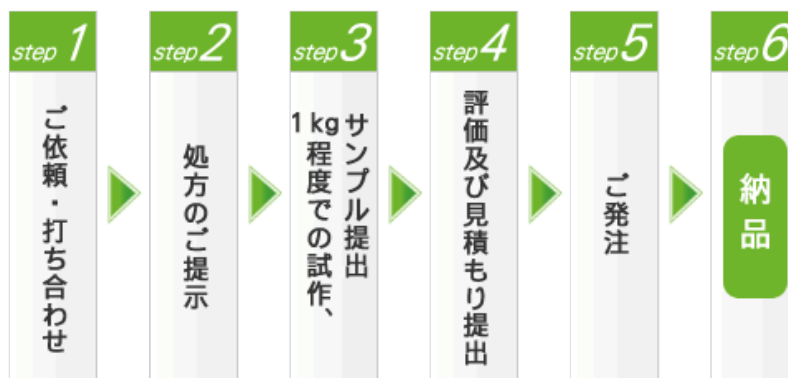 step 1
ご依頼・打ち合わせ
step 2
処方のご提示
step 3
1kg程度での試作、
サンプル提出
step 4
評価及び見積もり提出
step 5
ご発注
step 6
納品